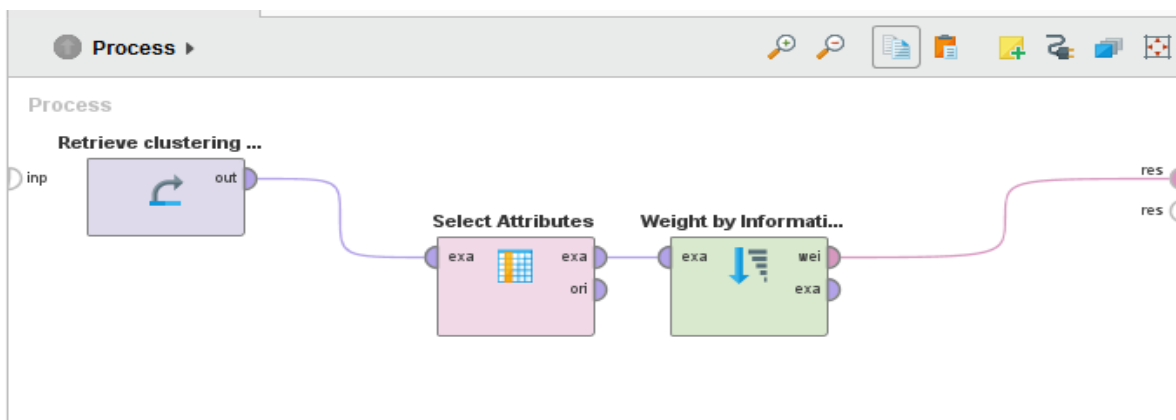 Process
Process
Retrieve clustering ...
inp
out
res
res
Select Attributes
Weight by Informati...
exa
exa
ori
exa
wei
exa